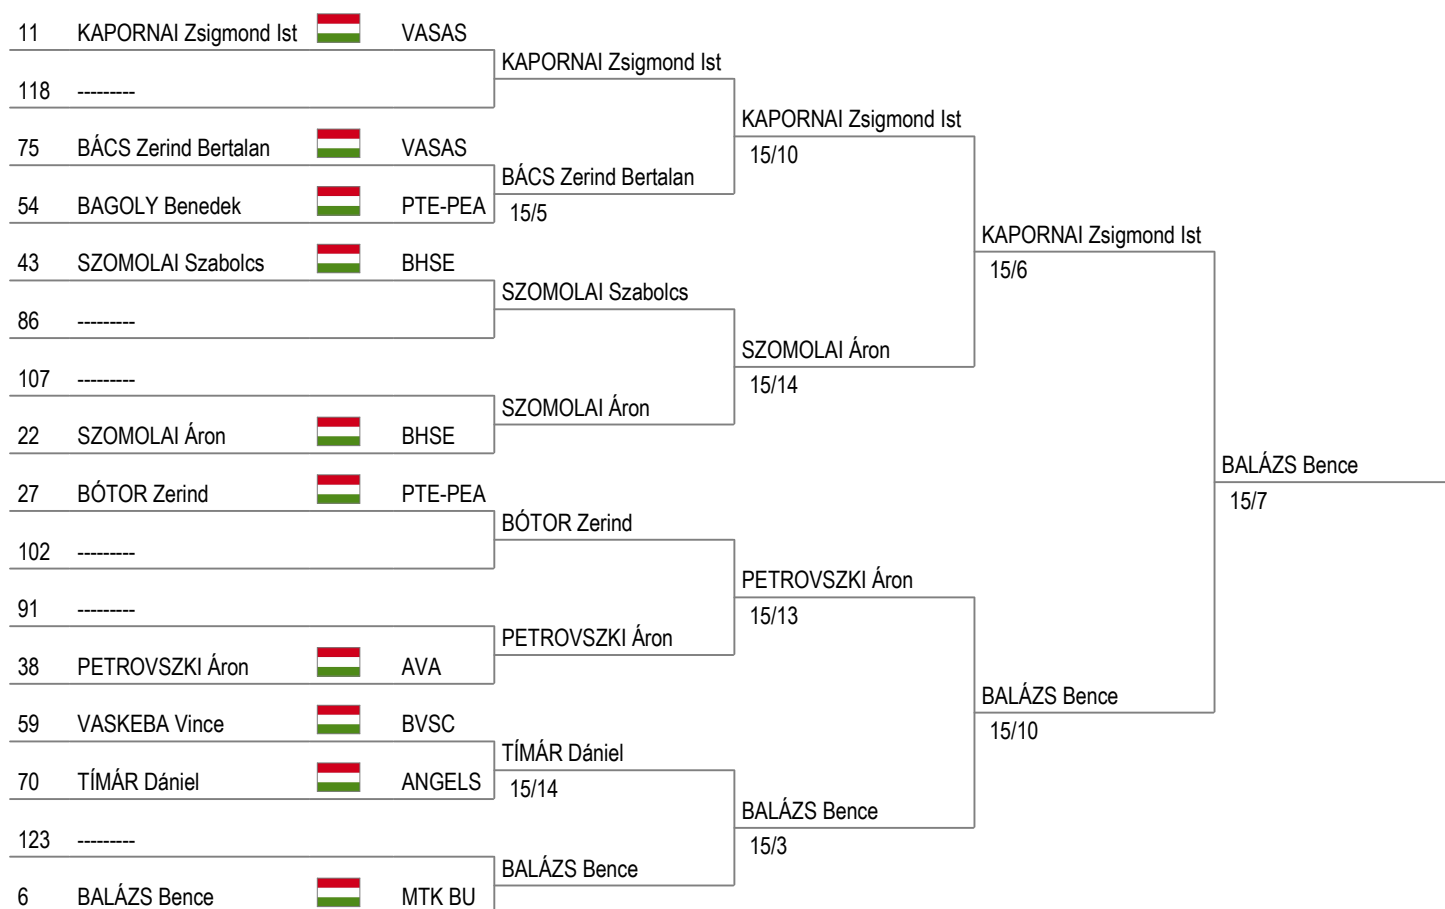 11 KAPORNAI Zsigmond Ist VASAS
KAPORNAI Zsigmond Ist
118 ---------
KAPORNAI Zsigmond Ist
15/10
75 BÁCS Zerind Bertalan VASAS
BÁCS Zerind Bertalan
15/5
54 BAGOLY Benedek PTE-PEA
KAPORNAI Zsigmond Ist
15/6
43 SZOMOLAI Szabolcs BHSE
SZOMOLAI Szabolcs
86 ---------
SZOMOLAI Áron
15/14
107 ---------
SZOMOLAI Áron
22 SZOMOLAI Áron BHSE
BALÁZS Bence
15/7
27 BÓTOR Zerind PTE-PEA
BÓTOR Zerind
102 ---------
PETROVSZKI Áron
15/13
91 ---------
PETROVSZKI Áron
38 PETROVSZKI Áron AVA
BALÁZS Bence
15/10
59 VASKEBA Vince BVSC
TÍMÁR Dániel
15/14
70 TÍMÁR Dániel ANGELS
BALÁZS Bence
15/3
123 ---------
BALÁZS Bence
6 BALÁZS Bence MTK BU